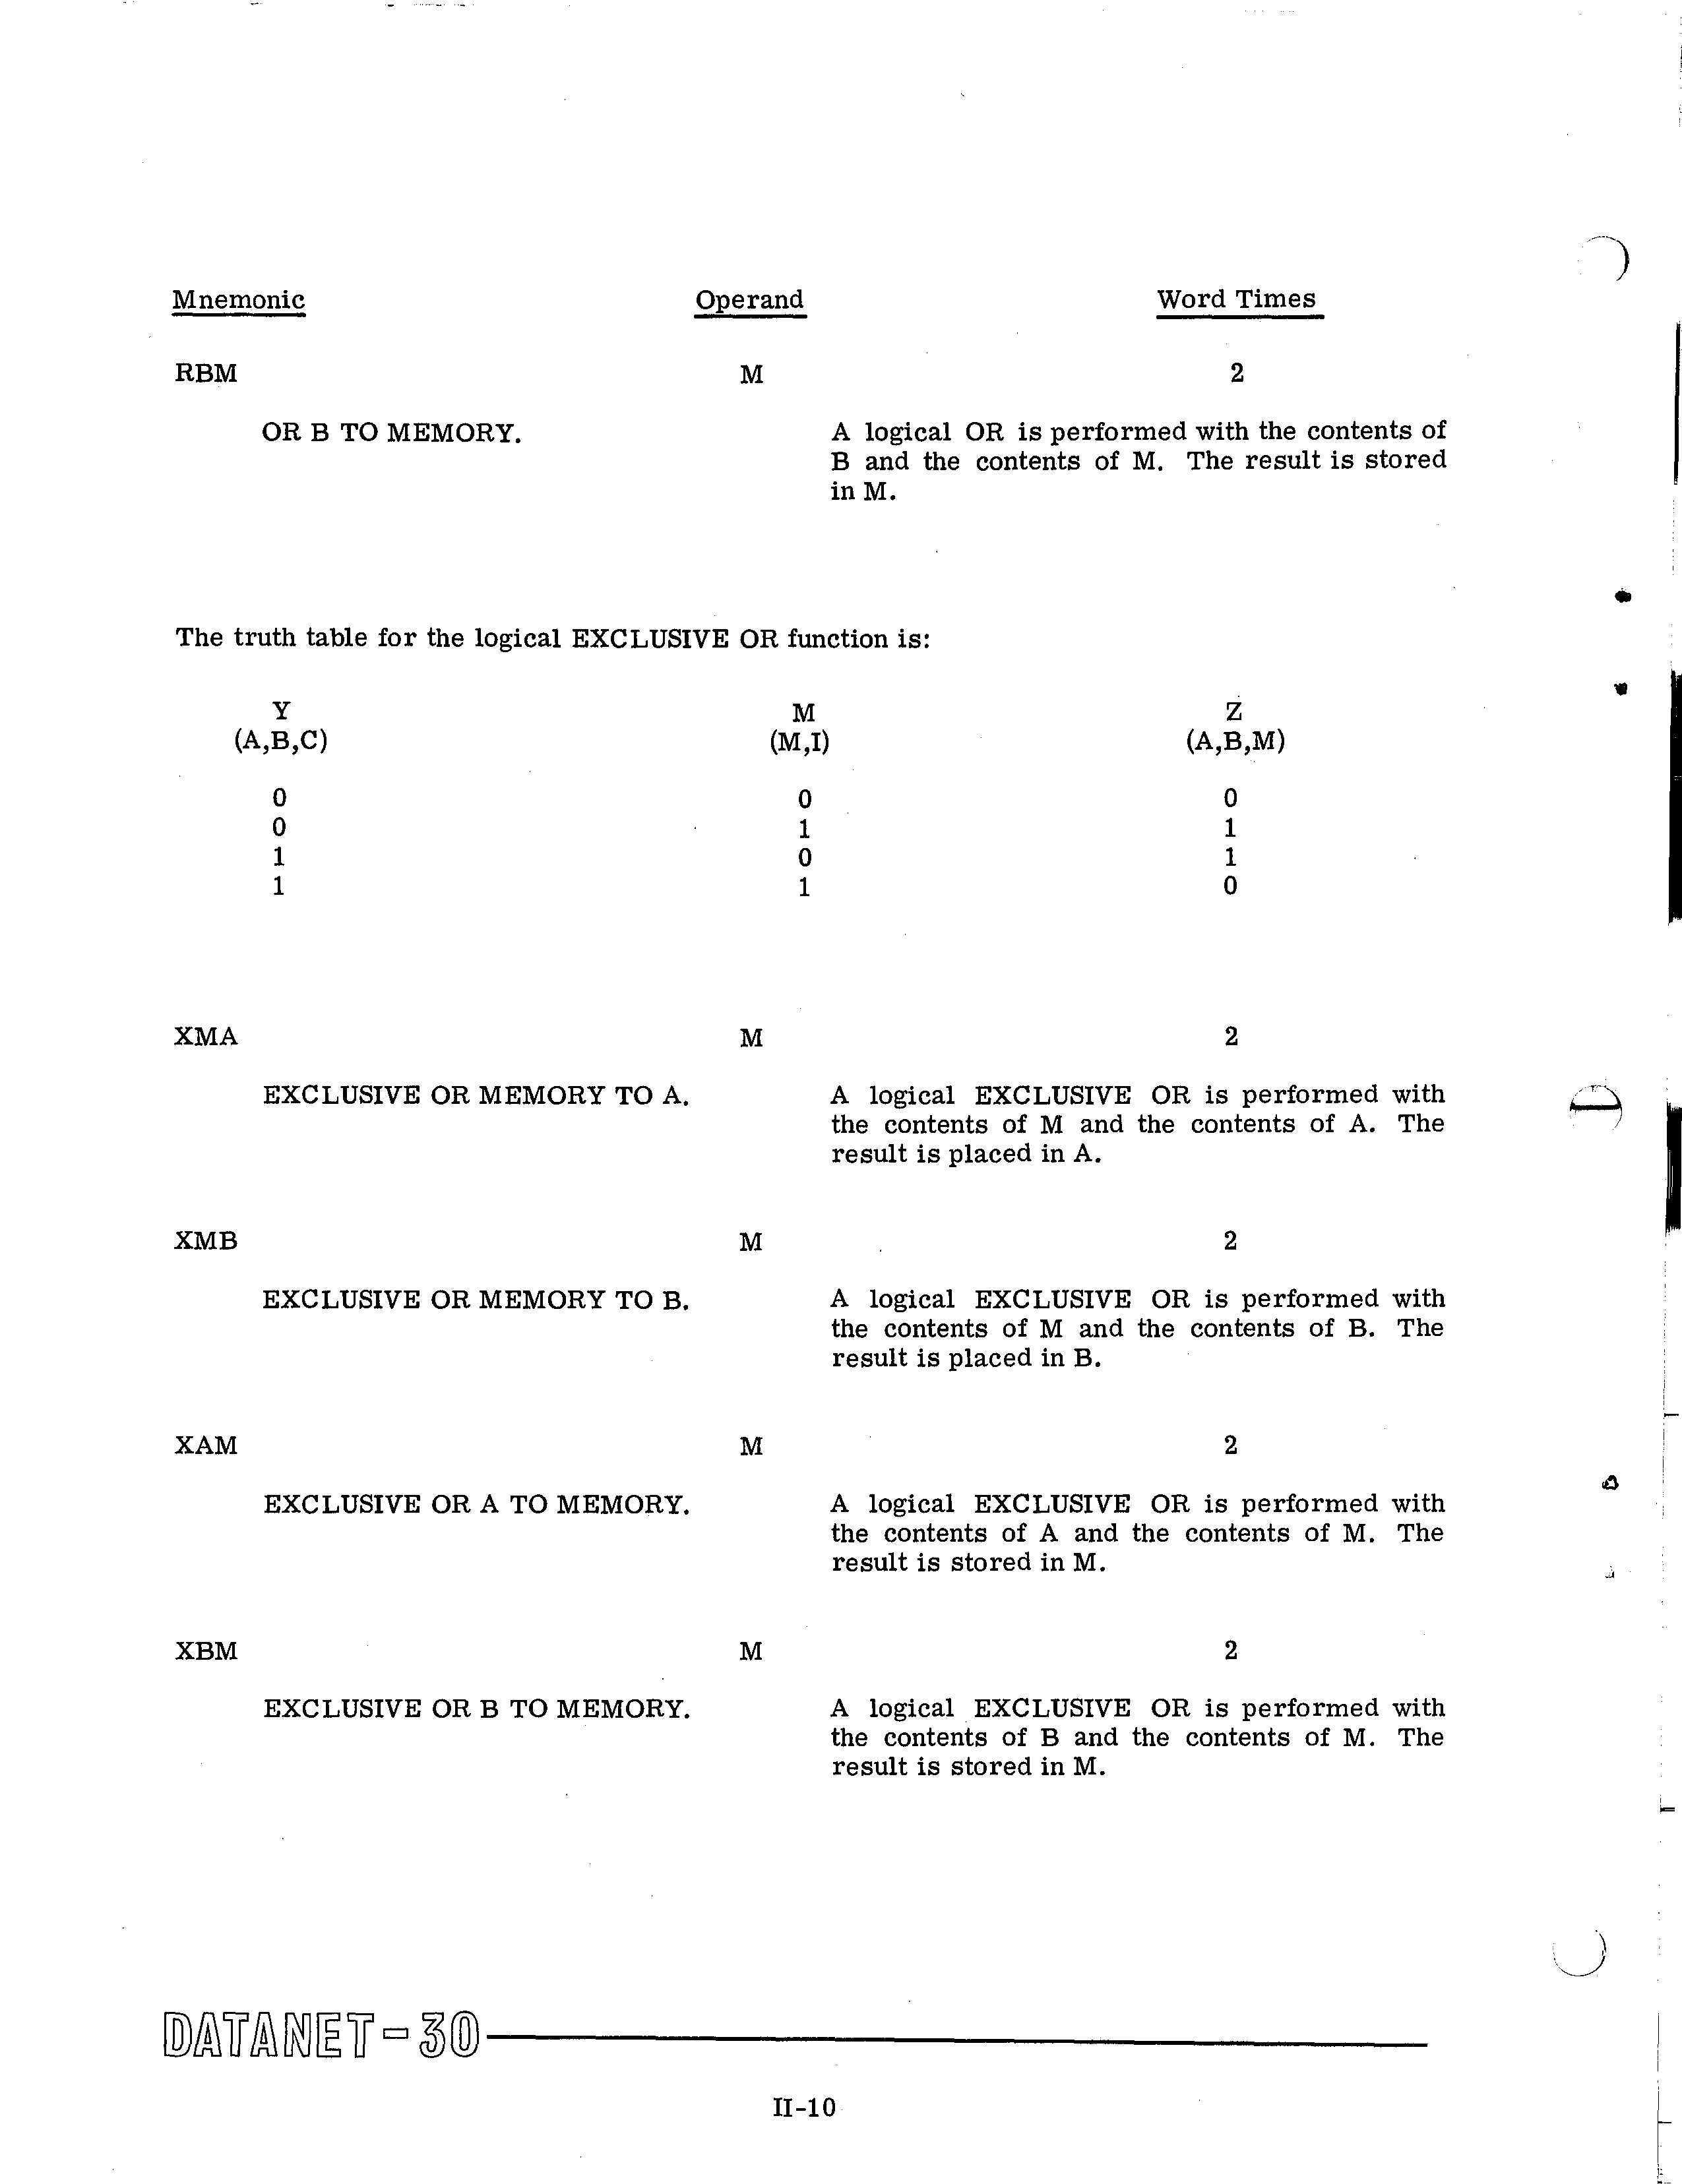 Mnemonic Operand Word Times
RBM M 2
OR B TO MEMORY. A logical OR is performed with the contents of
B and the contents of M. The result is stored
in M.
The truth table for the logical EXCLUSIVE OR function is:
Y M Z
(A,B,C) (M,I) (A,B,M)
0 0 0
0 1 1
1 0 1
1 1 0
XMA M 2
EXCLUSIVE OR MEMORY TO A. A logical EXCLUSIVE OR is performed with
the contents of M and the contents of A. The
result is placed in A.
XMB M 2
EXCLUSIVE OR MEMORY TO B. A logical EXCLUSIVE OR is performed with
the contents of M and the contents of B. The
result is placed in B.
XAM M 2
EXCLUSIVE OR A TO MEMORY. A logical EXCLUSIVE OR is performed with
the contents of A and the contents of M. The
result is stored in M.
XBM M 2
EXCLUSIVE OR B TO MEMORY. A logical EXCLUSIVE OR is performed with
the contents of B and the contents of M. The
result is stored in M.
DATANET-30
II-10